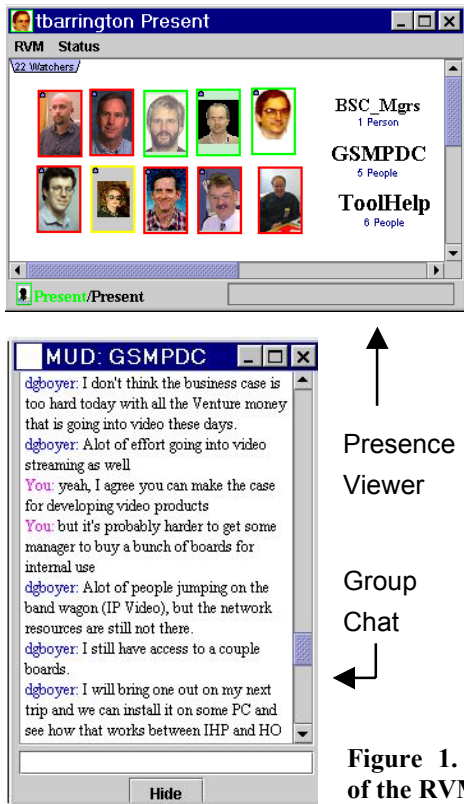 tbarrington Present
RVM Status
22 Watchers
BSC_Mgrs
1 Person
GSMPDC
5 People
ToolHelp
6 People
Present/Present
MUD: GSMPDC
dgboyer: I don't think the business case is
too hard today with all the Venture money
that is going into video these days.
dgboyer: Alot of effort going into video
streaming as well
You: yeah, I agree you can make the case
for developing video products
You: but it's probably harder to get some
manager to buy a bunch of boards for
internal use
dgboyer: Alot of people jumping on the
band wagon (IP Video), but the network
resources are still not there.
dgboyer: I still have access to a couple
boards.
dgboyer: I will bring one out on my next
trip and we can install it on some PC and
see how that works between IHP and HO
Hide
Presence
Viewer
Group
Chat
Figure 1.
of the RVM